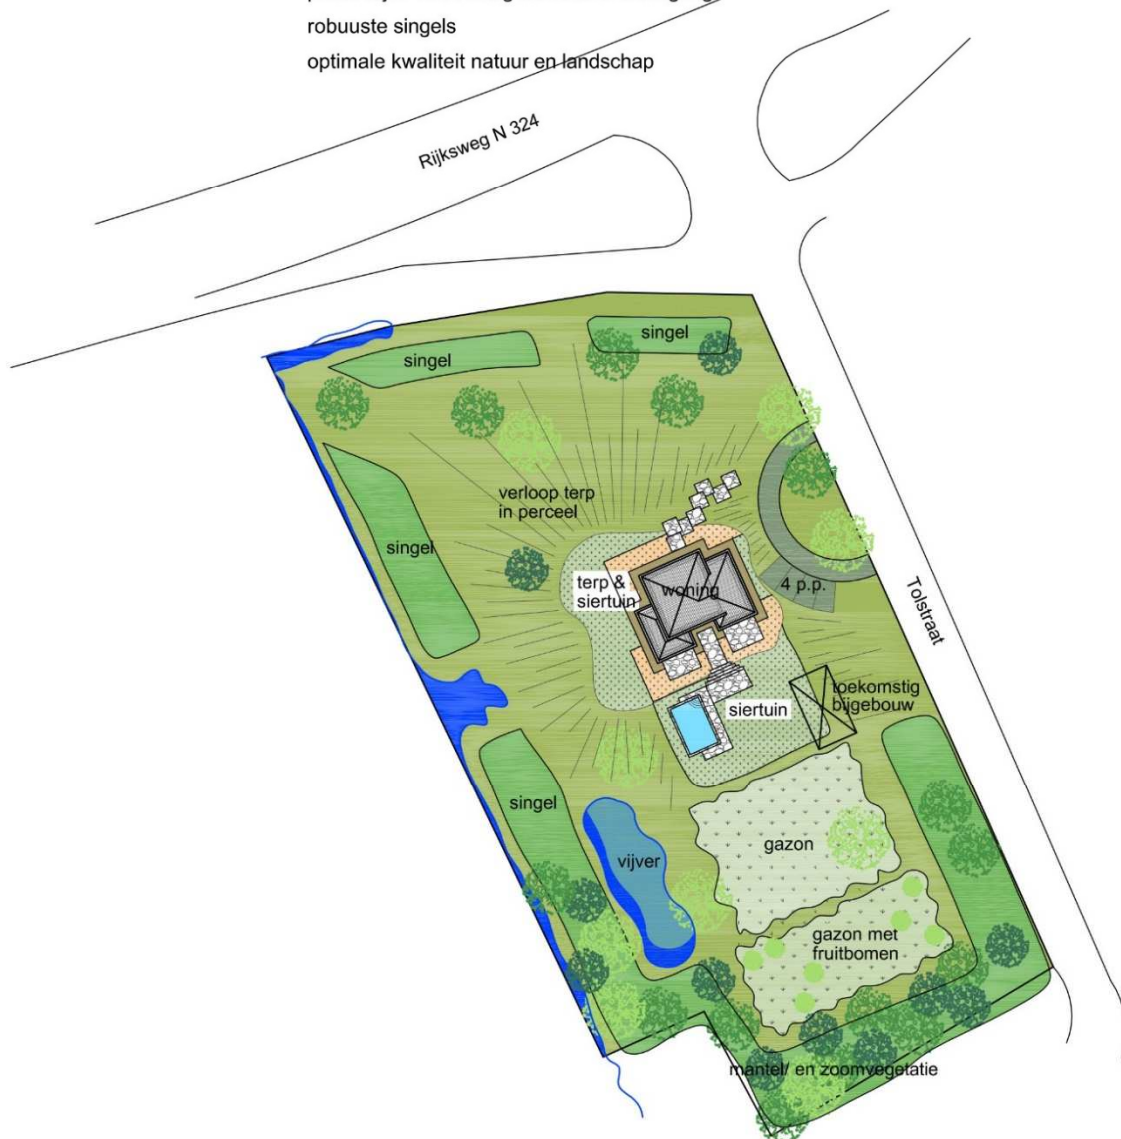 robuuste singels
optimale kwaliteit natuur en landschap
Rijksweg N 324
singel
singel
verloop terp
in perceel
singel
terp &
siertuin
woning
4 p.p.
Tolstraat
toekomstig
bijgebouw
siertuin
singel
vijver
gazon
gazon met
fruitbomen
mantel/ en zoomvegetatie